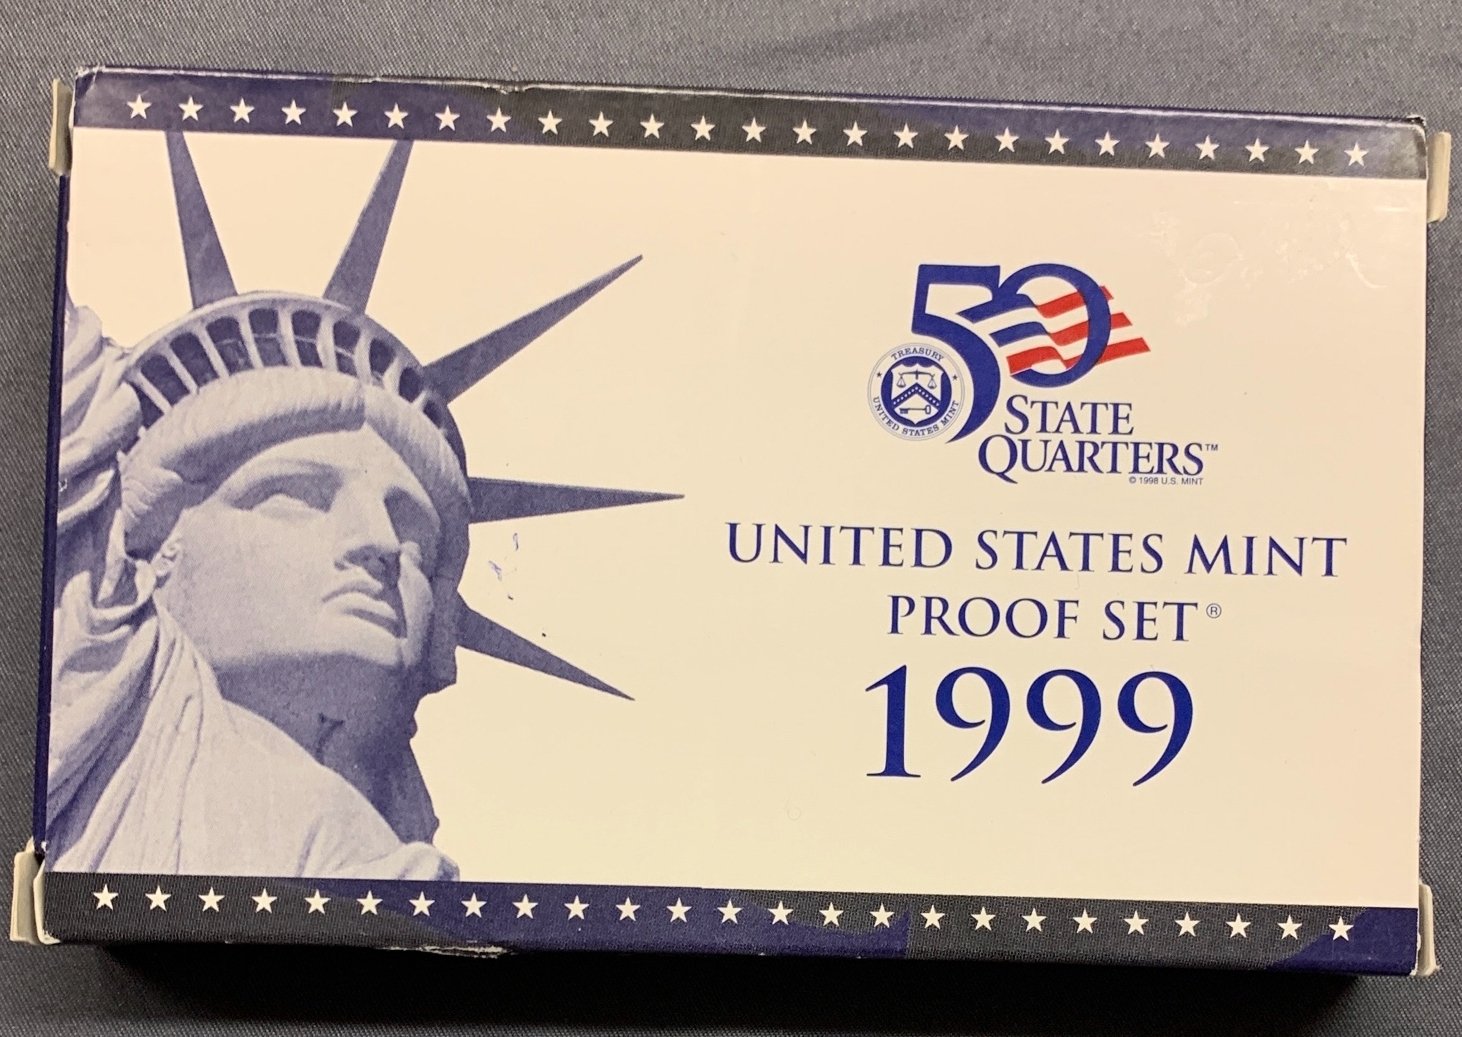 50
TREASURY
UNITED STATES MINT
STATE
QUARTERS™
© 1998 U.S. MINT
UNITED STATES MINT
PROOF SET®
1999